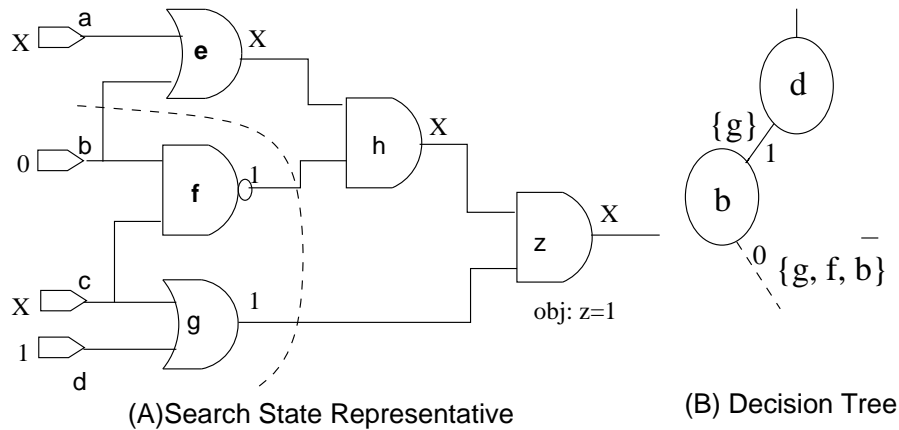 a
X
e
X
d
{g}
1
X
h
b
0
1
f
b
X
z
0
{g, f, b̄}
c
X
1
g
obj: z=1
1
d
(A)Search State Representative
(B) Decision Tree